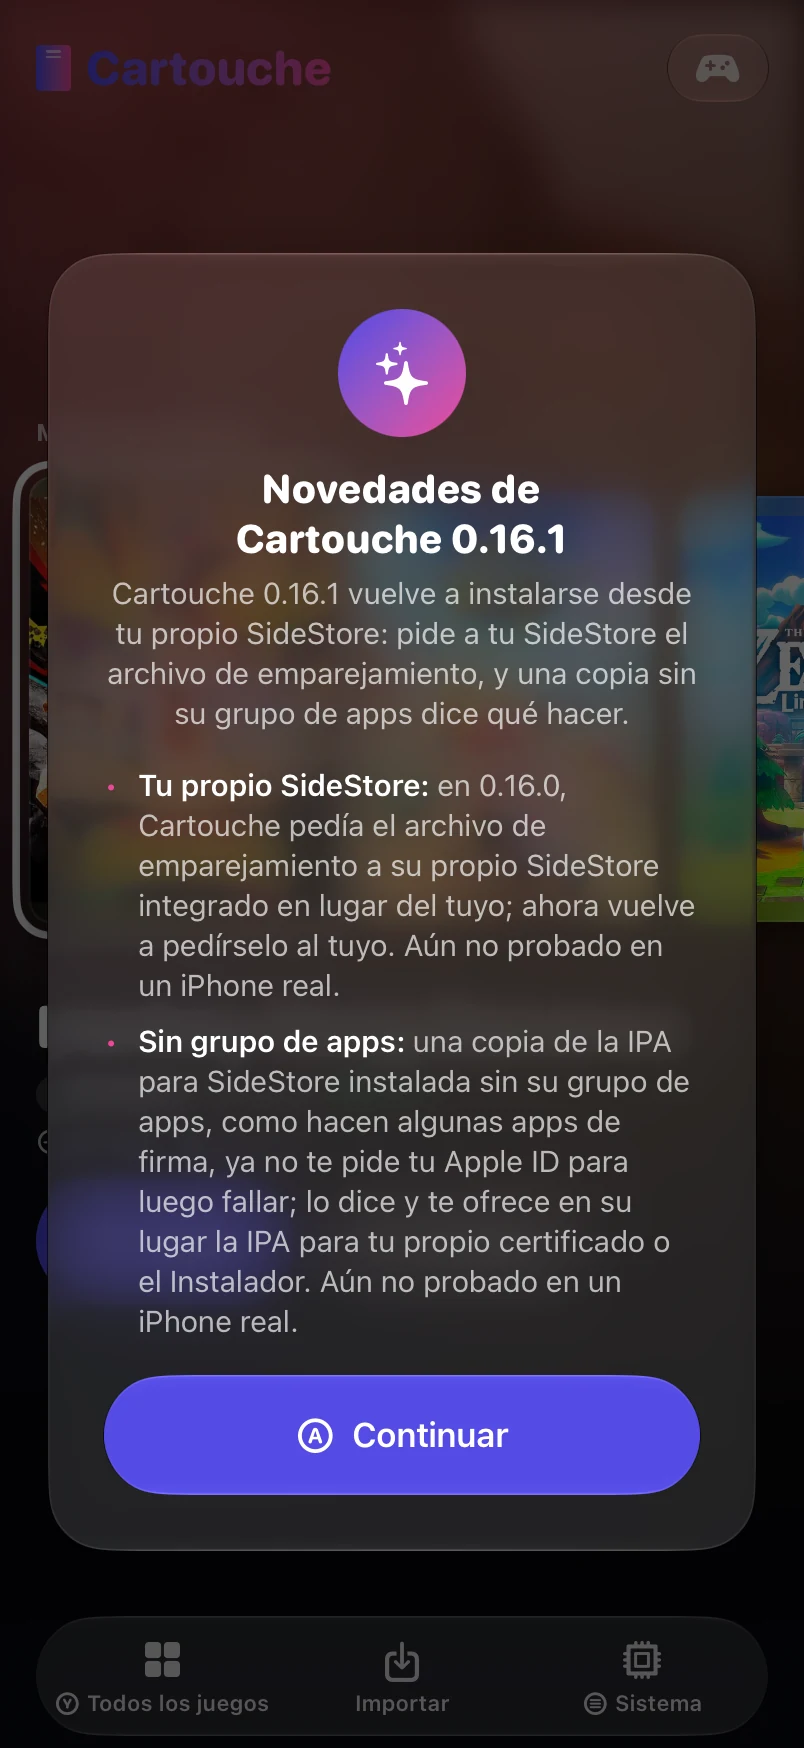 Cartouche
Novedades de
Cartouche 0.16.1
Cartouche 0.16.1 vuelve a instalarse desde
tu propio SideStore: pide a tu SideStore el
archivo de emparejamiento, y una copia sin
su grupo de apps dice qué hacer.
• Tu propio SideStore: en 0.16.0,
Cartouche pedía el archivo de
emparejamiento a su propio SideStore
integrado en lugar del tuyo; ahora vuelve
a pedírselo al tuyo. Aún no probado en
un iPhone real.
• Sin grupo de apps: una copia de la IPA
para SideStore instalada sin su grupo de
apps, como hacen algunas apps de
firma, ya no te pide tu Apple ID para
luego fallar; lo dice y te ofrece en su
lugar la IPA para tu propio certificado o
el Instalador. Aún no probado en un
iPhone real.
A Continuar
Y Todos los juegos
Importar
Sistema